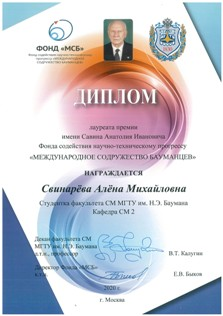 ФОНД «МСБ»
ДИПЛОМ
лауреата премии
имени Савина Анатолия Ивановича
Фонда содействия научно-техническому прогрессу
«МЕЖДУНАРОДНОЕ СОДРУЖЕСТВО БАУМАНЦЕВ»
НАГРАЖДАЕТСЯ
Свинарёва Алёна Михайловна
Студентка факультета СМ МГТУ им. Н.Э. Баумана
Кафедра СМ 2
Декан факультета СМ
МГТУ им. Н.Э. Баумана
д.т.н., профессор
В.Т. Калугин
Директор Фонда «МСБ»
к.т.н.
Е.В. Быков
2020 г.
г. Москва